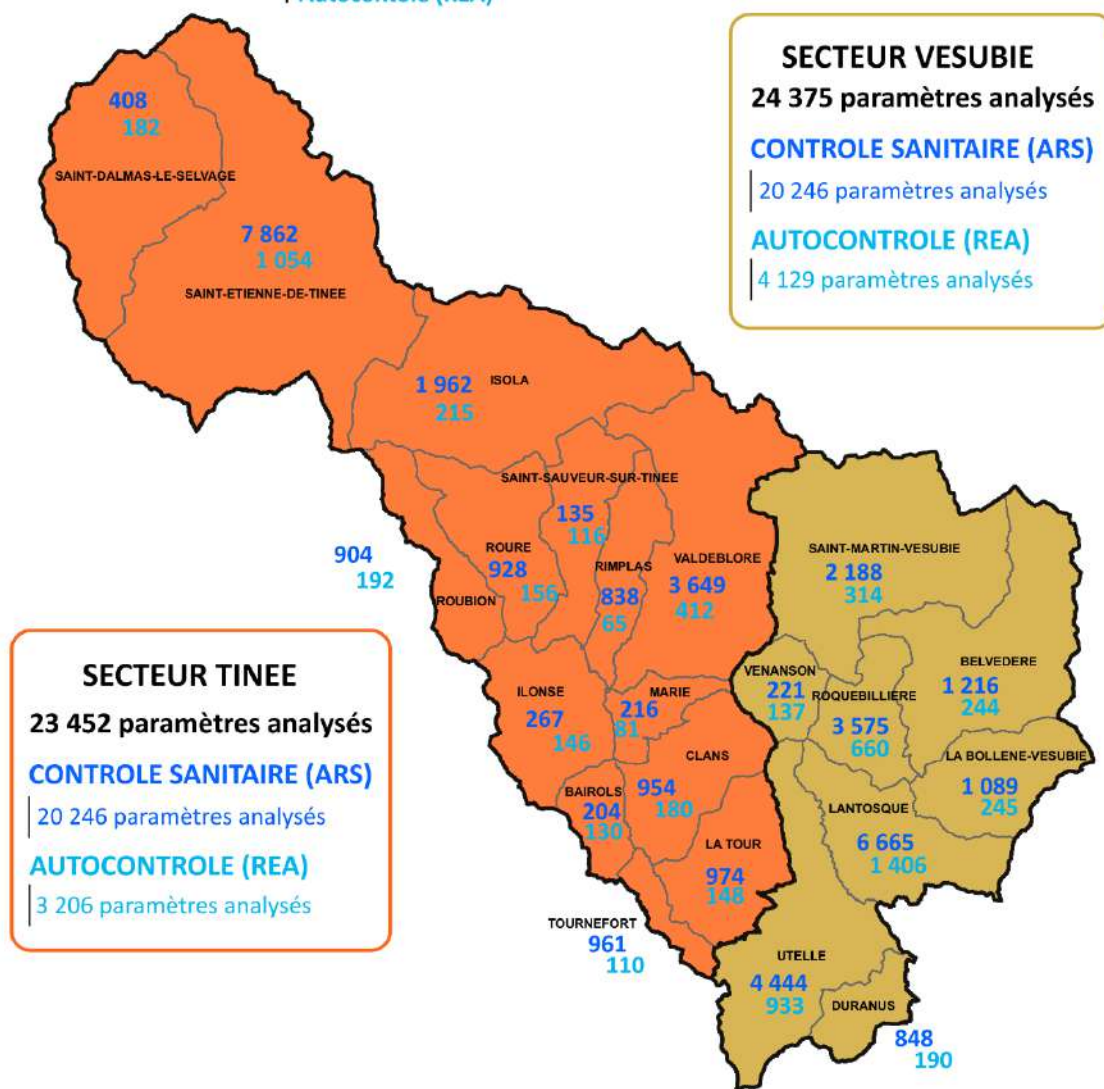 Autocontrôle (REA)
SECTEUR VESUBIE
24 375 paramètres analysés
CONTROLE SANITAIRE (ARS)
20 246 paramètres analysés
AUTOCONTROLE (REA)
4 129 paramètres analysés
408
182
SAINT-DALMAS-LE-SELVAGE
7 862
1 054
SAINT-ETIENNE-DE-TINEE
1 962
ISOLA
215
SAINT-SAUVEUR-SUR-TINEE
135
116
904
192
ROURE
928
156
ROUBION
RIMPLAS
838
65
VALDEBLORE
3 649
412
SAINT-MARTIN-VESUBIE
2 188
314
SECTEUR TINEE
23 452 paramètres analysés
CONTROLE SANITAIRE (ARS)
20 246 paramètres analysés
AUTOCONTROLE (REA)
3 206 paramètres analysés
ILONSE
267
146
MARIE
216
81
VENANSON
221
137
ROQUEBILLIERE
3 575
660
BELVEDERE
1 216
244
CLANS
954
180
BAIROLS
204
130
LA BOLLENE-VESUBIE
1 089
245
LANTOSQUE
6 665
1 406
LA TOUR
974
148
TOURNEFORT
961
110
UTELLE
4 444
933
DURANUS
848
190